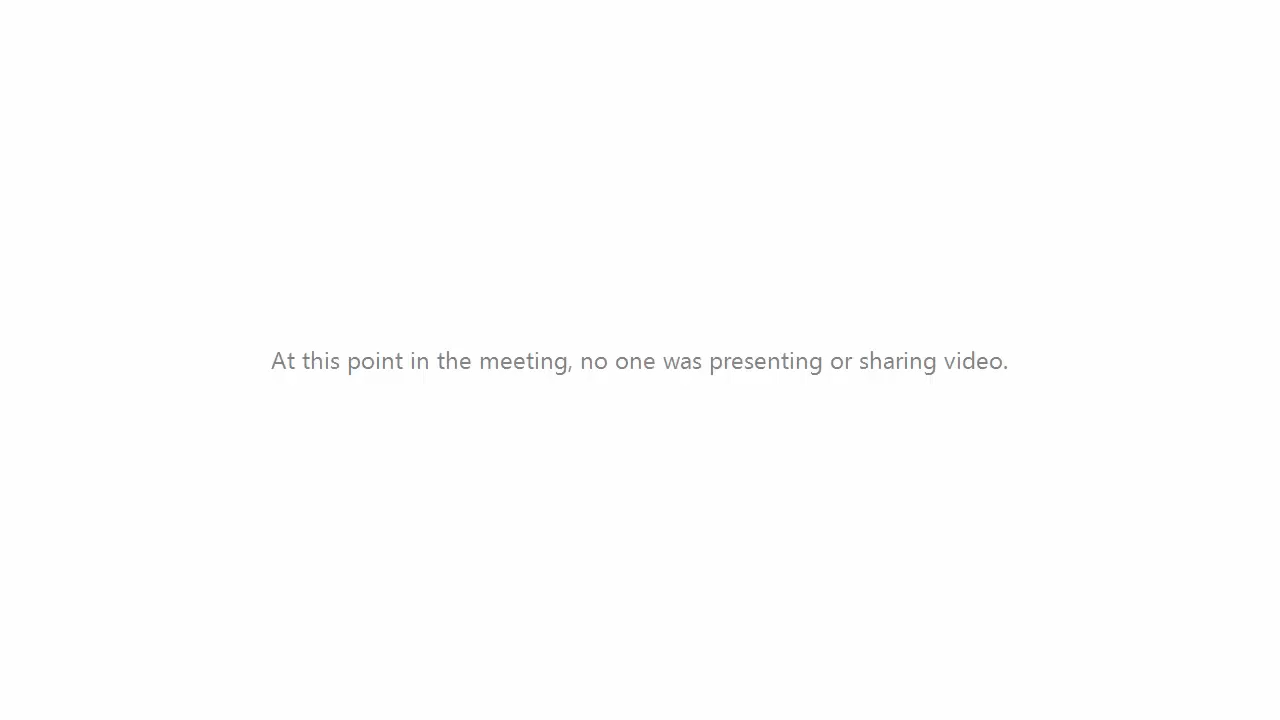 At this point in the meeting, no one was presenting or sharing video.